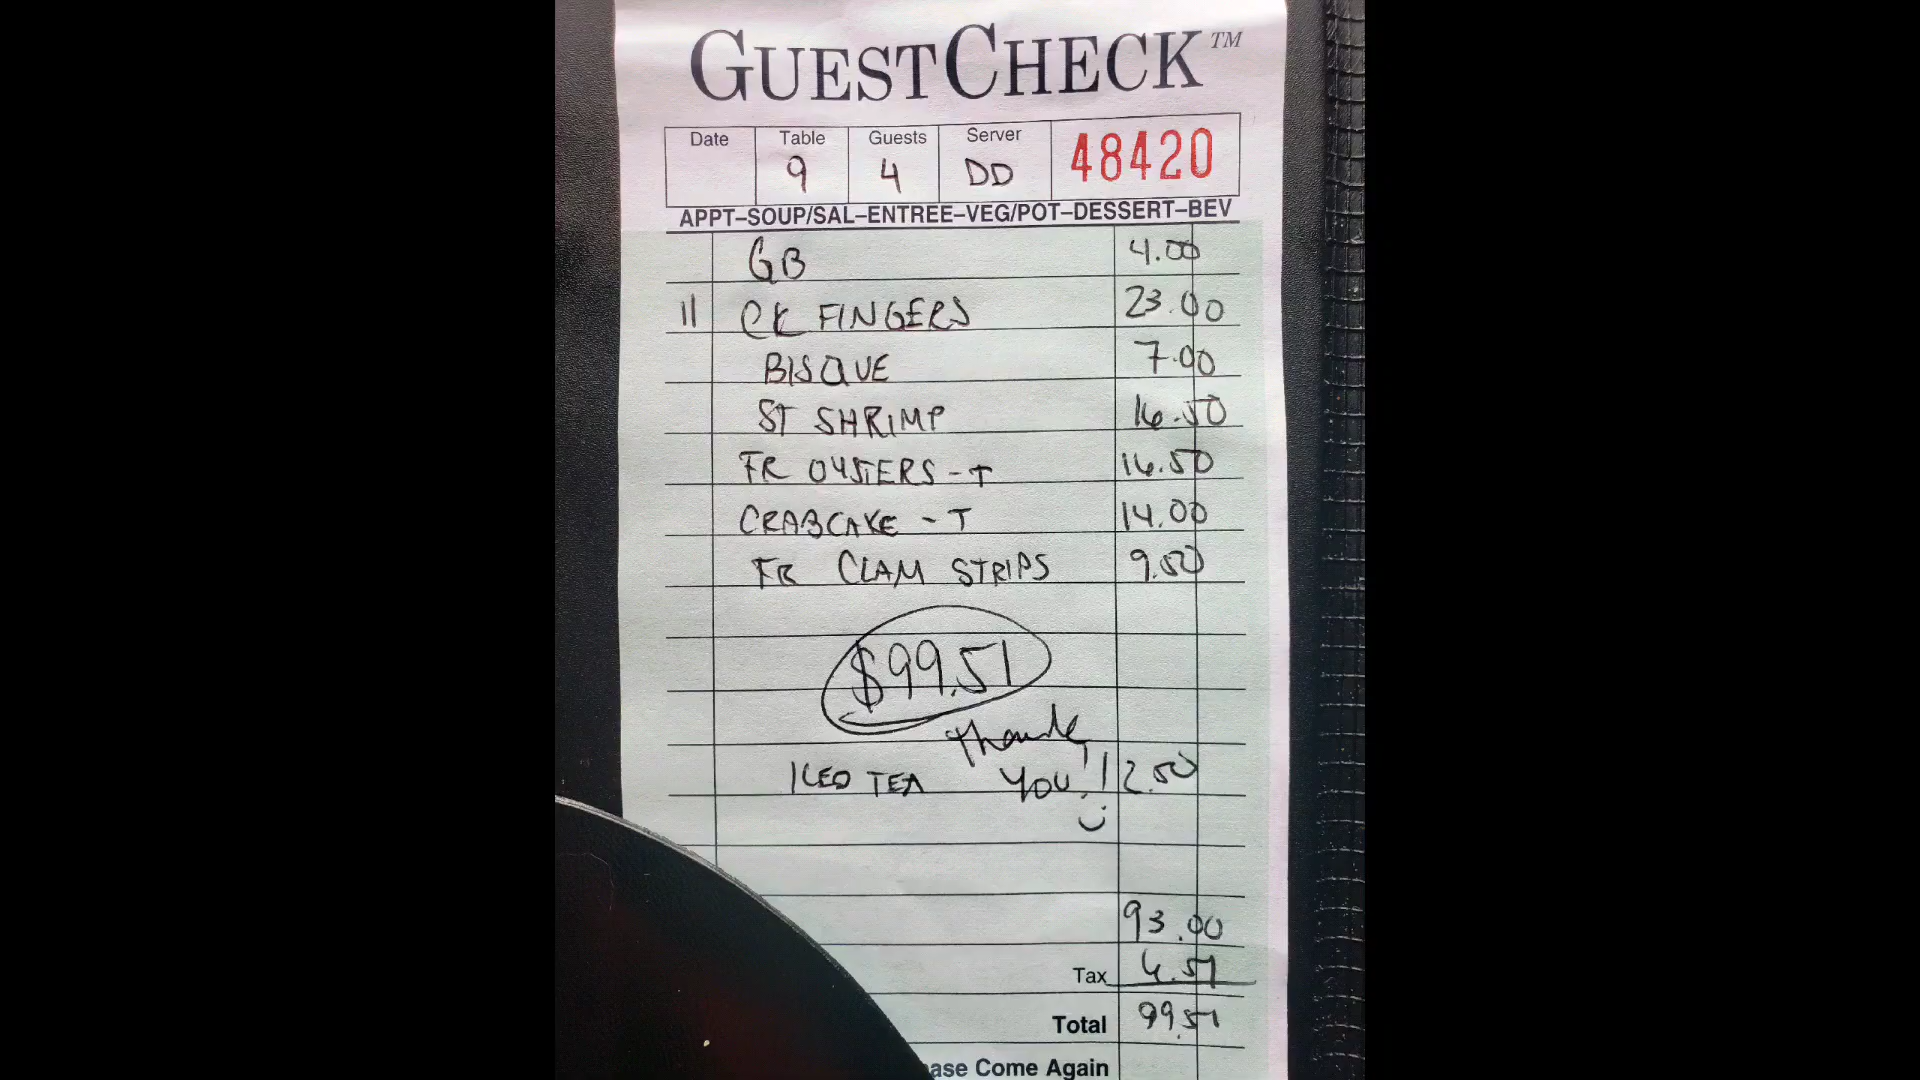 GUESTCHECK™
Date Table Guests Server 48420
9 4 DD
APPT–SOUP/SAL–ENTREE–VEG/POT–DESSERT–BEV
GB 4.00
11 CK FINGERS 23.00
BISQUE 7.00
ST SHRIMP 16.50
FR OYSTERS - T 16.50
CRABCAKE - T 14.00
FR CLAM STRIPS 9.50
$99.51
Thank
ICED TEA YOU!! 2.50
93.00
Tax 6.51
Total 99.51
ase Come Again